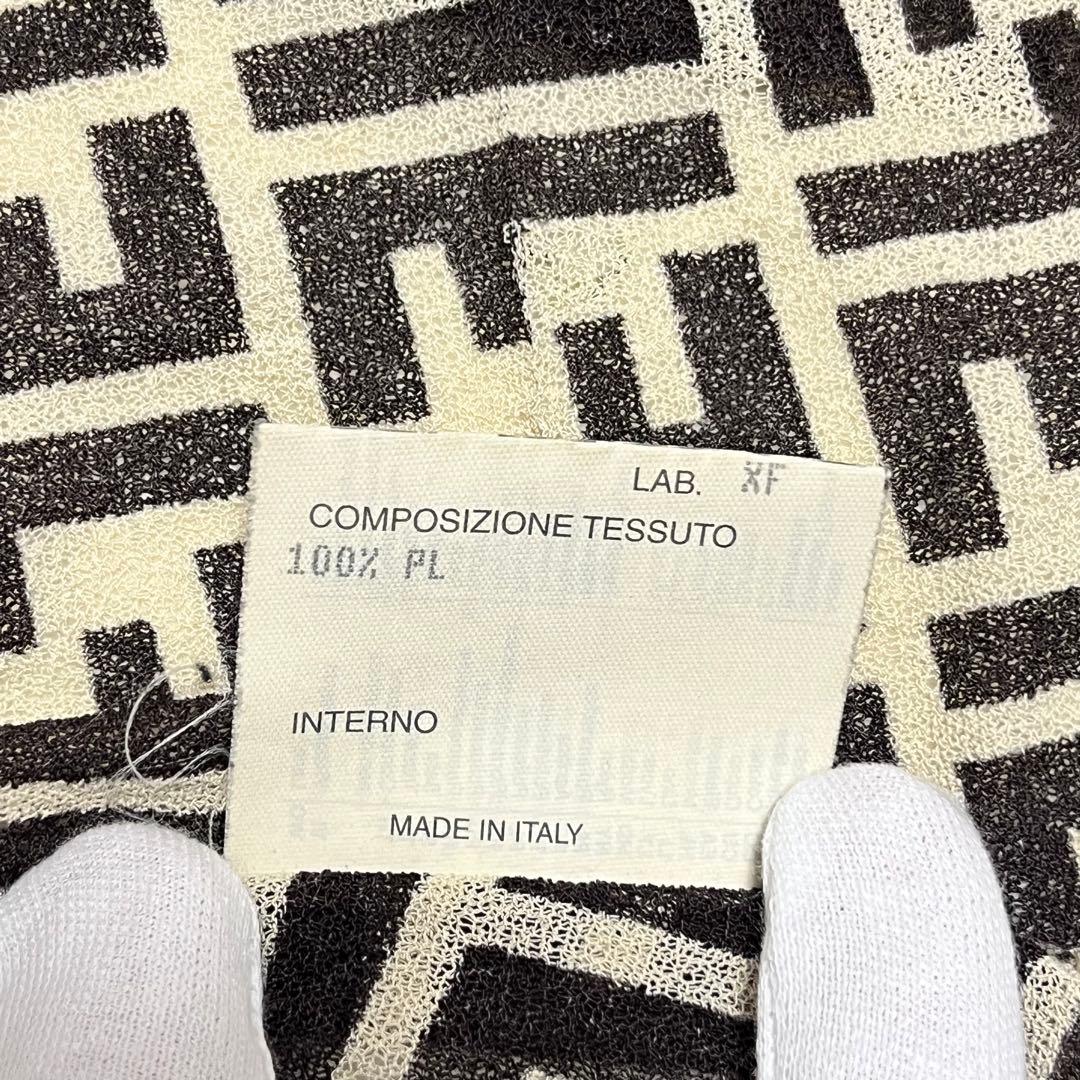 LAB. XF
COMPOSIZIONE TESSUTO
100% PL
INTERNO
MADE IN ITALY